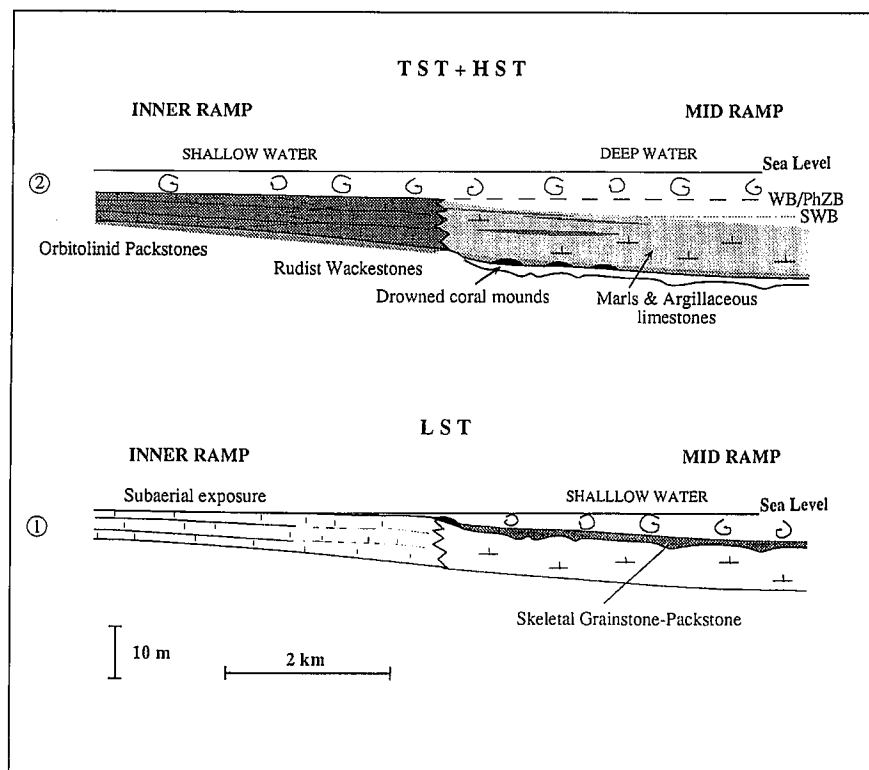 TST + HST
INNER RAMP
MID RAMP
SHALLOW WATER
DEEP WATER
Sea Level
②
WB/PhZB
SWB
Orbitolinid Packstones
Rudist Wackestones
Drowned coral mounds
Marls & Argillaceous
limestones
LST
INNER RAMP
MID RAMP
Subaerial exposure
SHALLLOW WATER
Sea Level
①
Skeletal Grainstone-Packstone
10 m
2 km